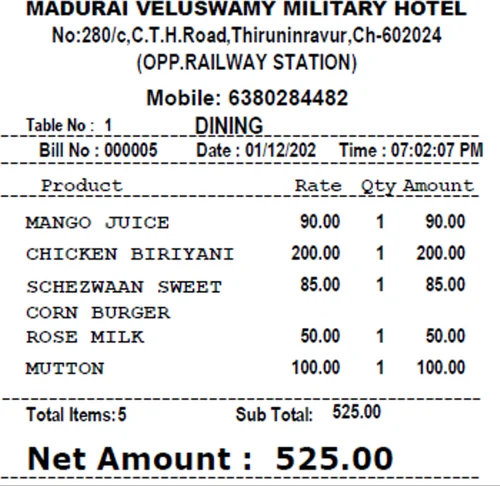 MADURAI VELUSWAMY MILITARY HOTEL
No:280/c,C.T.H.Road,Thiruninravur,Ch-602024
(OPP.RAILWAY STATION)
Mobile: 6380284482
Table No : 1 DINING
Bill No : 000005 Date : 01/12/202 Time : 07:02:07 PM
Product Rate Qty Amount
MANGO JUICE 90.00 1 90.00
CHICKEN BIRIYANI 200.00 1 200.00
SCHEZWAAN SWEET 85.00 1 85.00
CORN BURGER
ROSE MILK 50.00 1 50.00
MUTTON 100.00 1 100.00
Total Items:5 Sub Total: 525.00
Net Amount : 525.00